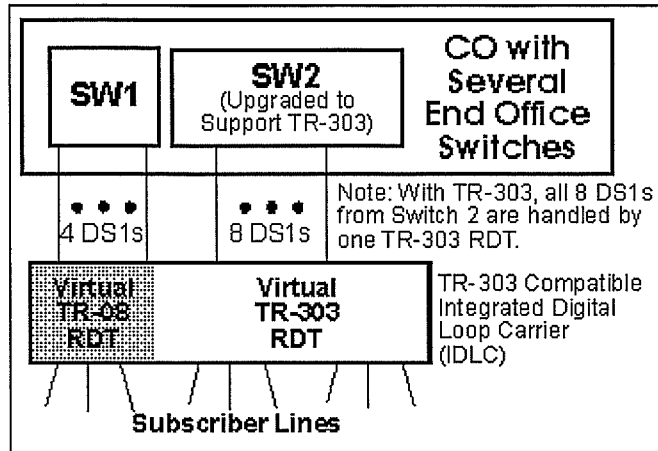 CO with
Several
End Office
Switches
SW1
SW2
(Upgraded to
Support TR-303)
Note: With TR-303, all 8 DS1s
from Switch 2 are handled by
one TR-303 RDT.
4 DS1s
8 DS1s
Virtual
TR-08
RDT
Virtual
TR-303
RDT
TR-303 Compatible
Integrated Digital
Loop Carrier
(IDLC)
Subscriber Lines